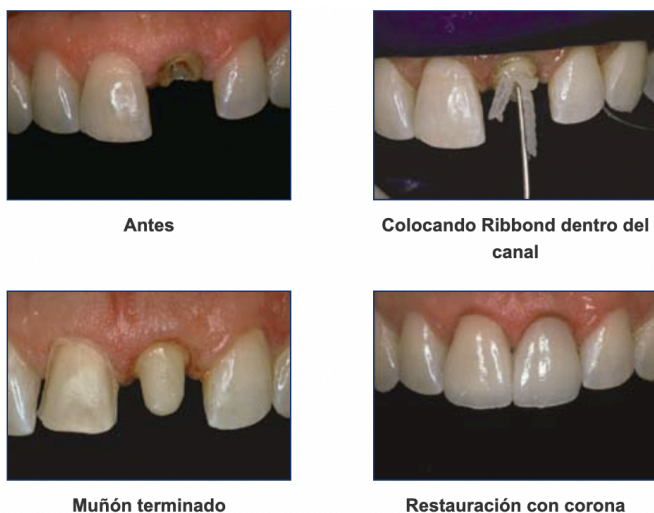 Antes
Colocando Ribbond dentro del
canal
Muñón terminado
Restauración con corona